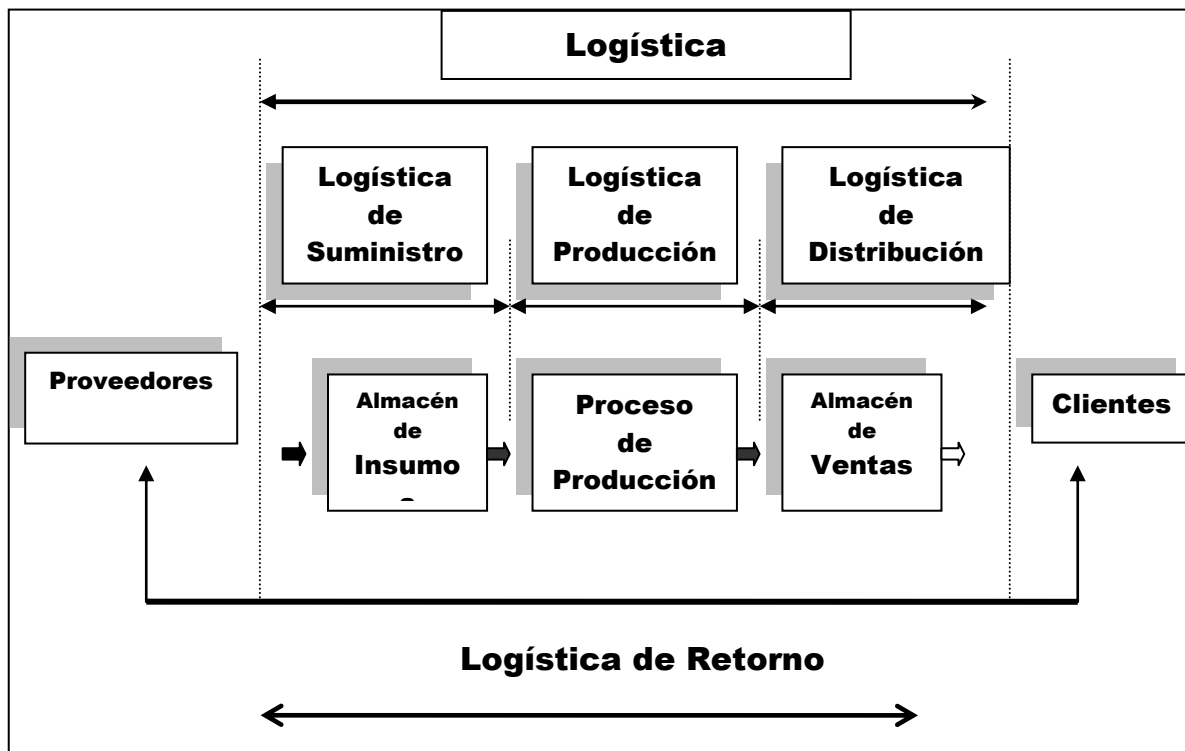 Logística
Logística
de
Suministro
Logística
de
Producción
Logística
de
Distribución
Proveedores
Almacén
de
Insumo
Proceso
de
Producción
Almacén
de
Ventas
Clientes
Logística de Retorno